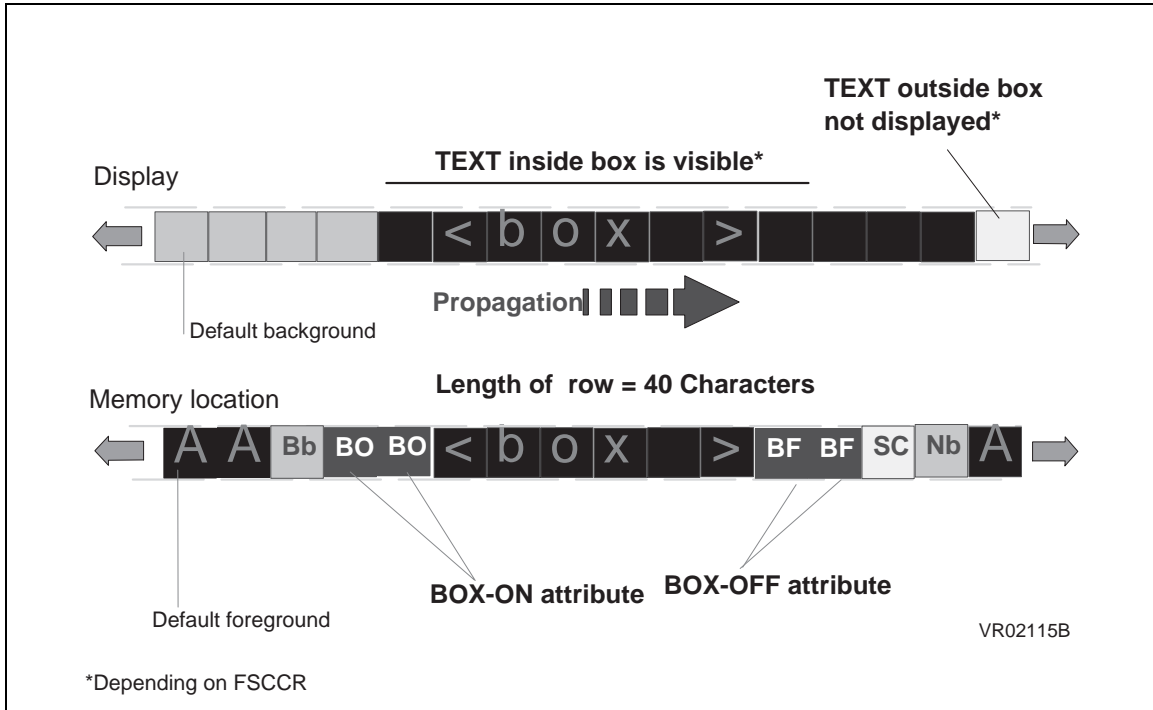 TEXT outside box
not displayed*
TEXT inside box is visible*
Display
< b o x >
Propagation
Default background
Length of row = 40 Characters
Memory location
A A Bb BO BO < b o x > BF BF SC Nb A
BOX-ON attribute BOX-OFF attribute
Default foreground
VR02115B
*Depending on FSCCR